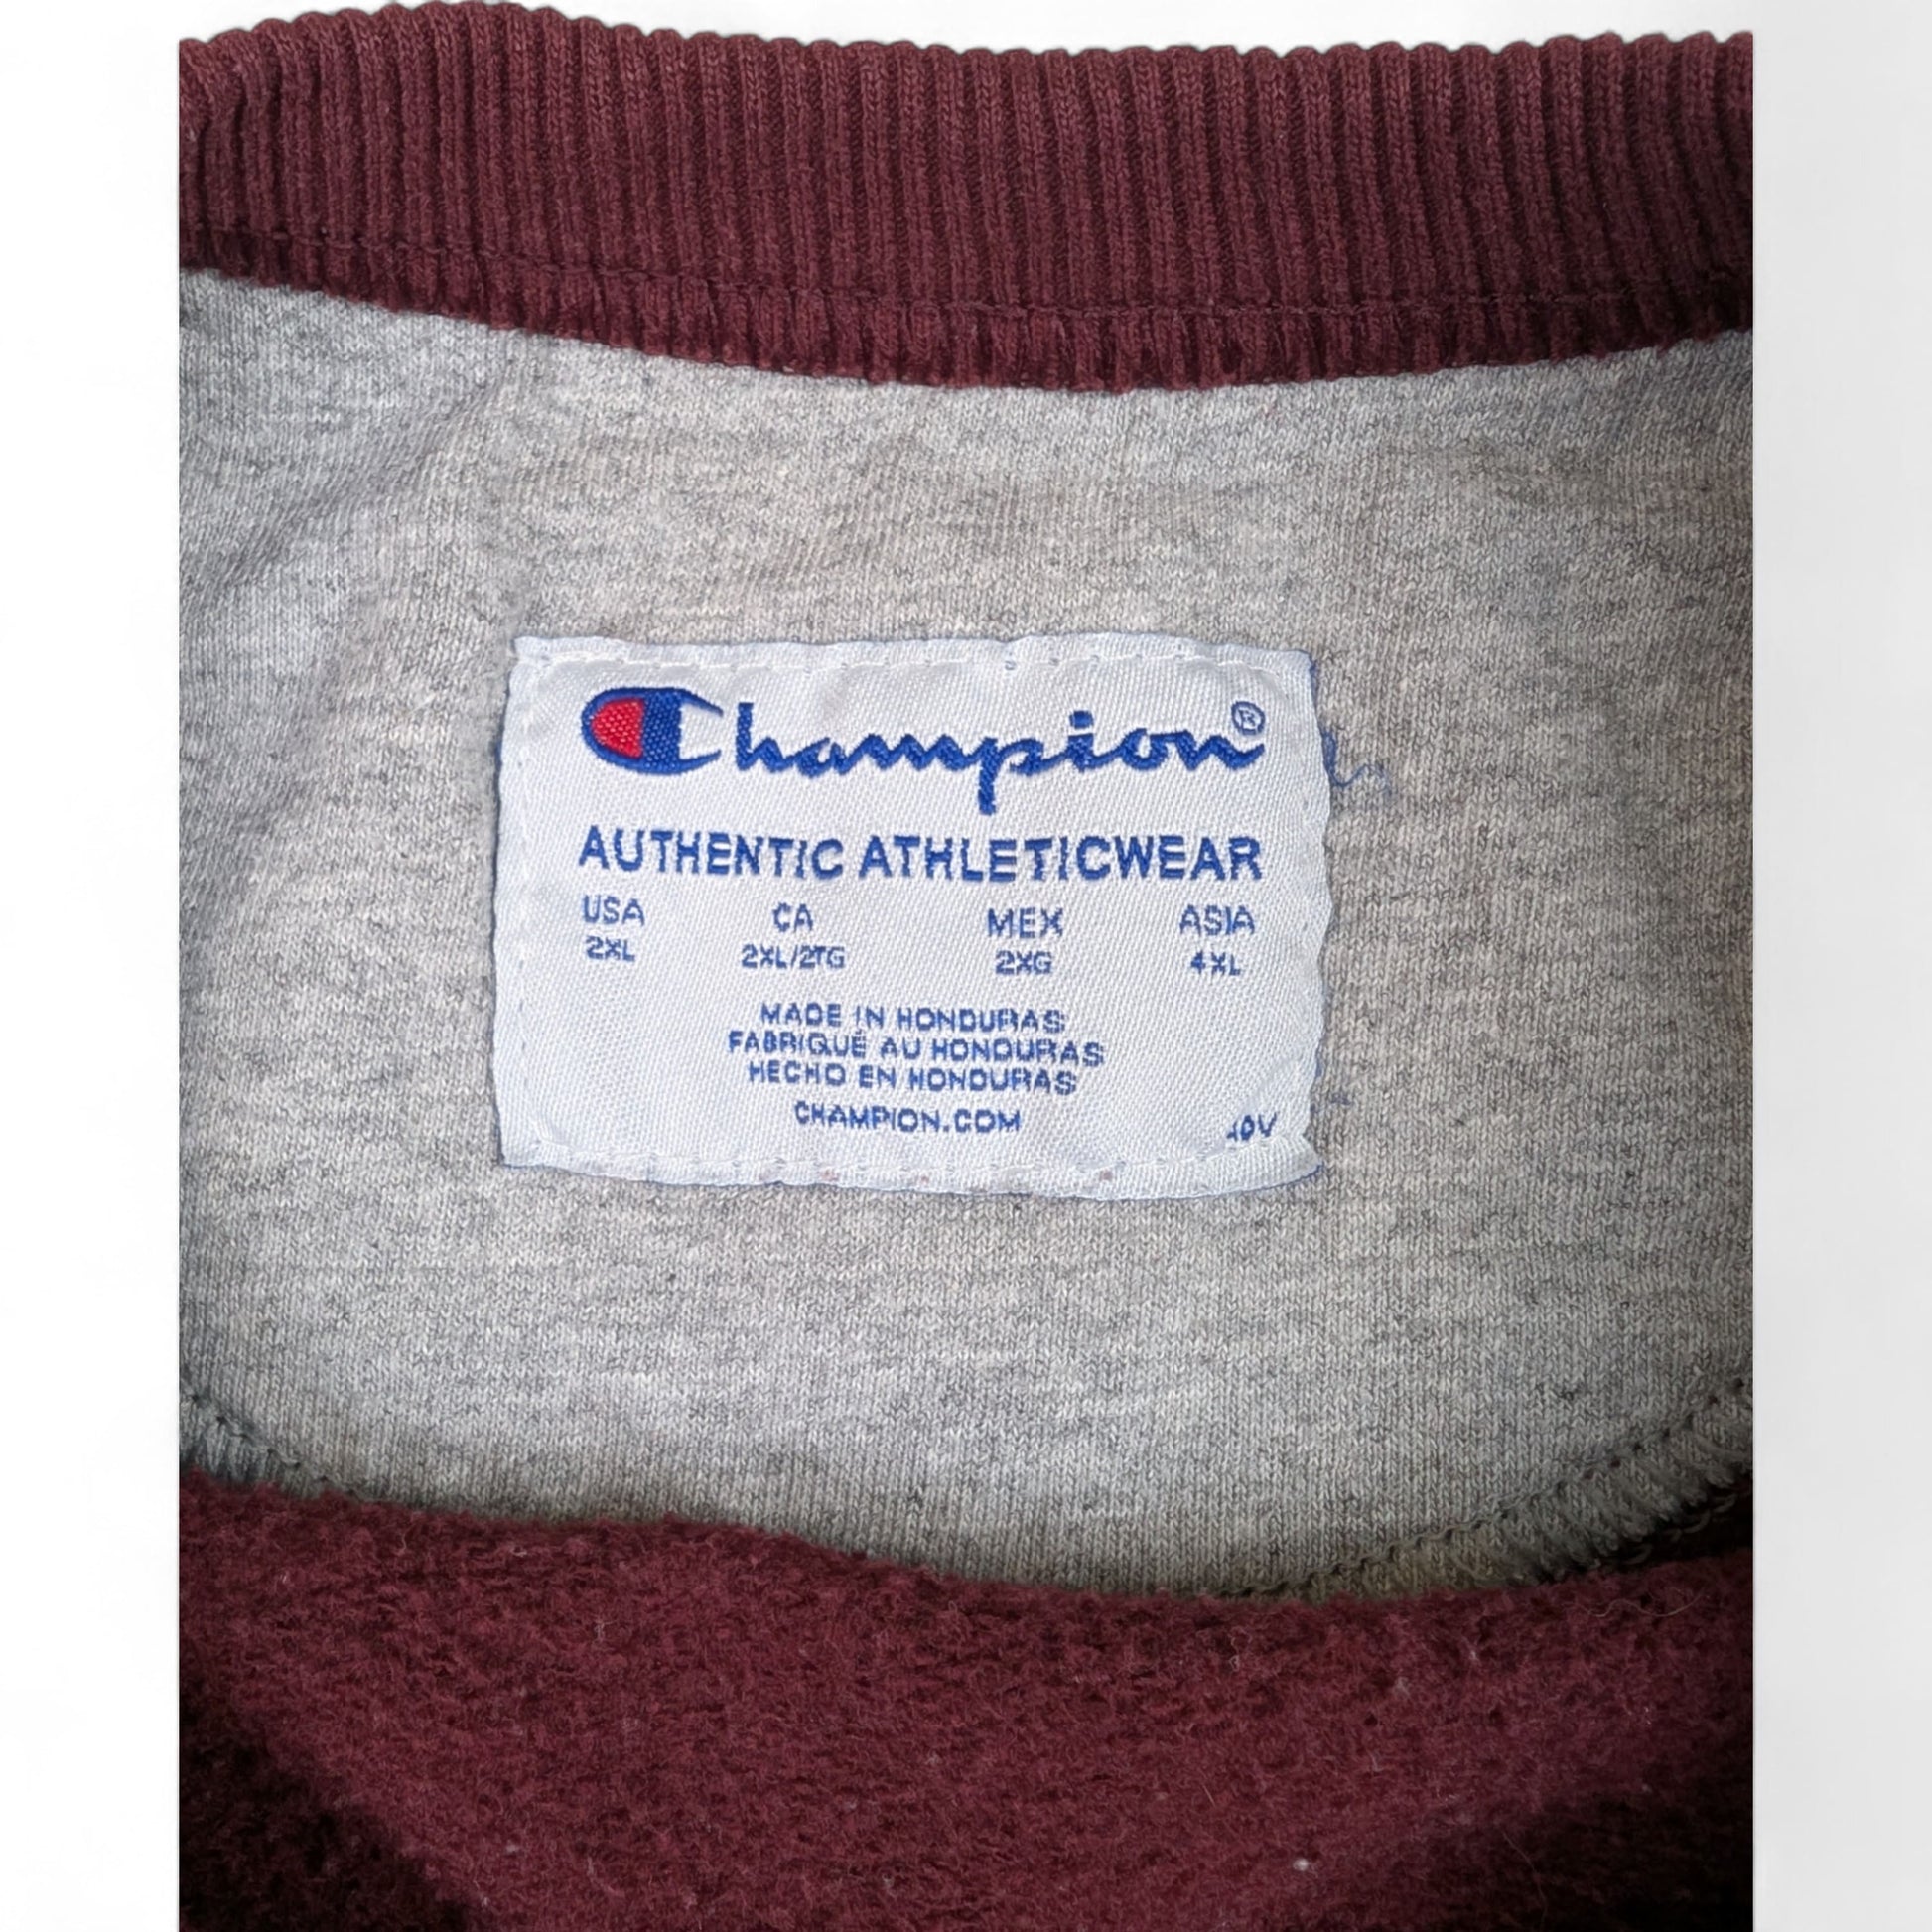 Champion®
AUTHENTIC ATHLETICWEAR
USA CA MEX ASIA
2XL 2XL/2TG 2XG 4XL
MADE IN HONDURAS
FABRIQUÉ AU HONDURAS
HECHO EN HONDURAS
CHAMPION.COM